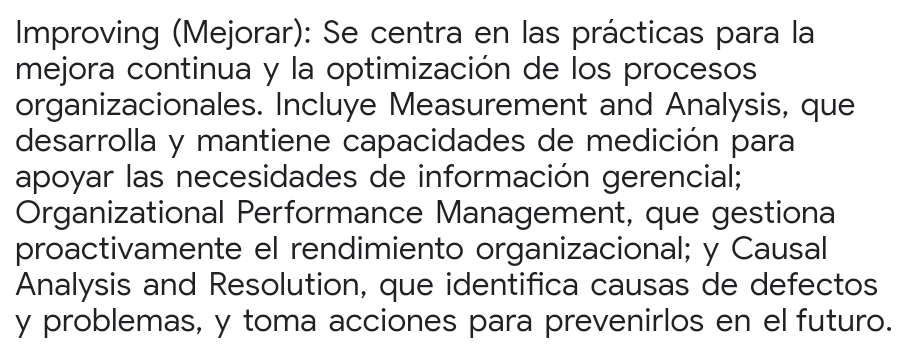 Improving (Mejorar): Se centra en las prácticas para la
mejora continua y la optimización de los procesos
organizacionales. Incluye Measurement and Analysis, que
desarrolla y mantiene capacidades de medición para
apoyar las necesidades de información gerencial;
Organizational Performance Management, que gestiona
proactivamente el rendimiento organizacional; y Causal
Analysis and Resolution, que identifica causas de defectos
y problemas, y toma acciones para prevenirlos en el futuro.